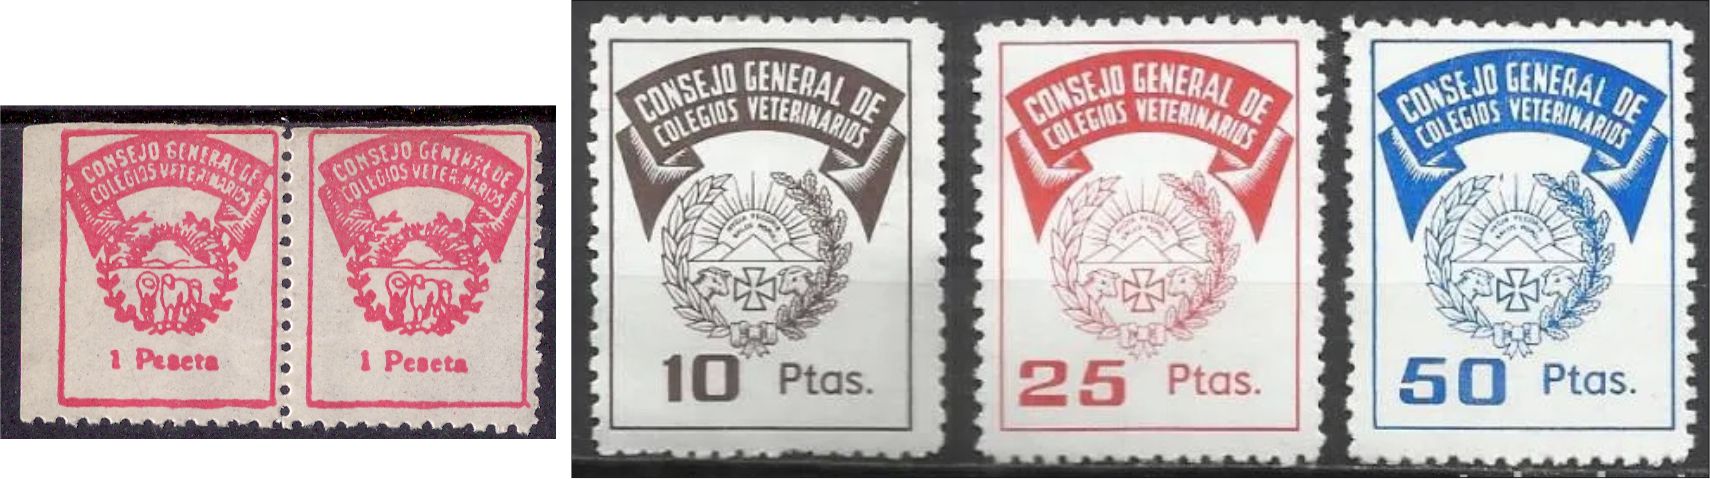 CONSEJO GENERAL DE
COLEGIOS VETERINARIOS
1 Peseta
CONSEJO GENERAL DE
COLEGIOS VETERINARIOS
1 Peseta
CONSEJO GENERAL DE
COLEGIOS VETERINARIOS
10 Ptas.
CONSEJO GENERAL DE
COLEGIOS VETERINARIOS
25 Ptas.
CONSEJO GENERAL DE
COLEGIOS VETERINARIOS
50 Ptas.